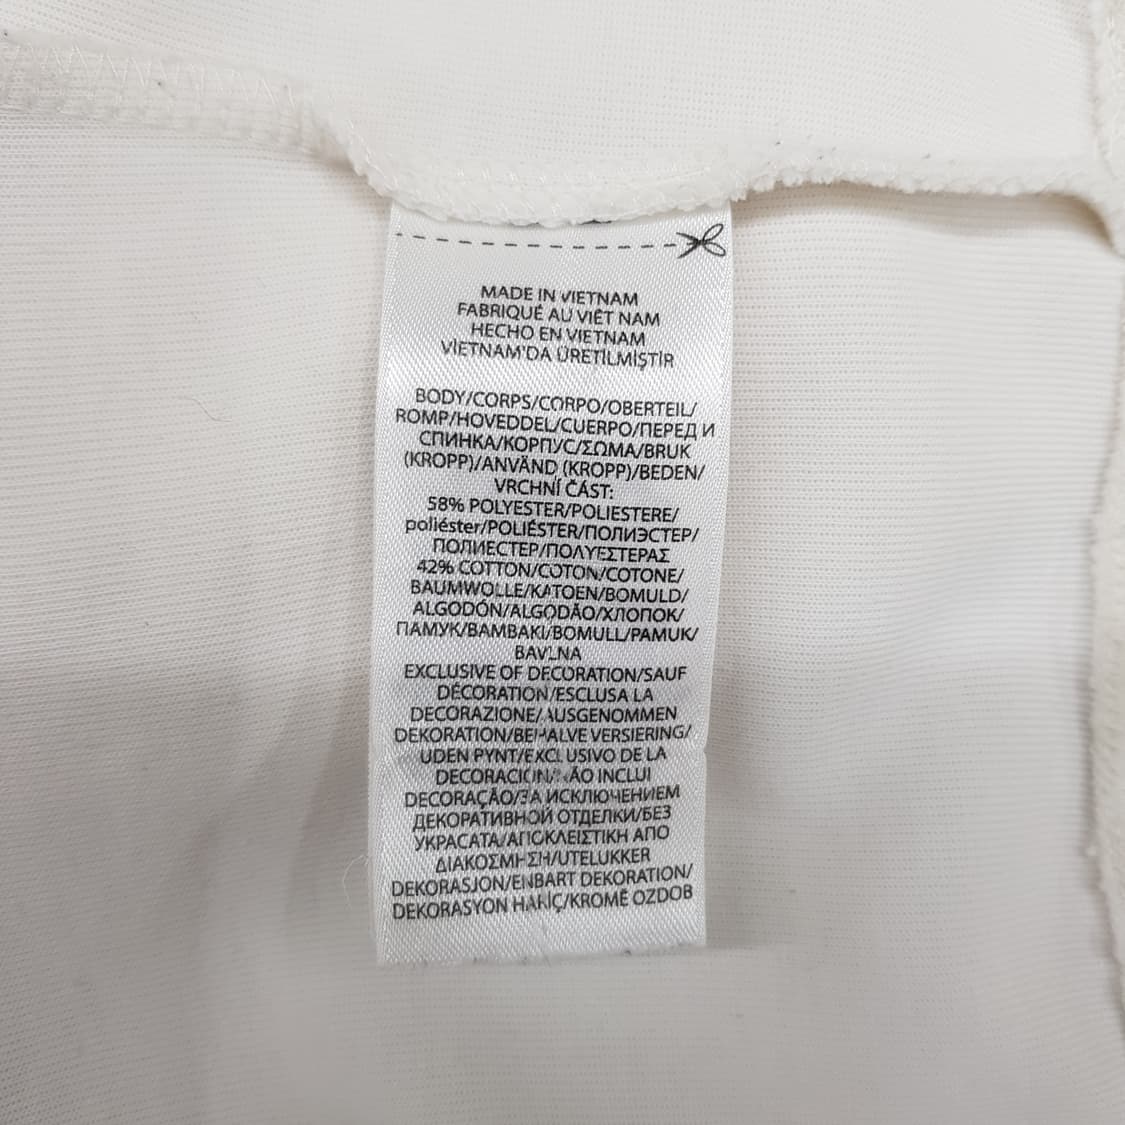 MADE IN VIETNAM
FABRIQUÉ AU VIÊT NAM
HECHO EN VIETNAM
VİETNAM'DA ÜRETİLMİŞTİR
BODY/CORPS/CORPO/OBERTEIL/
ROMP/HOVEDDEL/CUERPO/ПЕРЕД И
СПИНКА/КОРПУС/ΣΩΜΑ/BRUK
(KROPP)/ANVÄND (KROPP)/BEDEN/
VRCHNÍ ČÁST:
58% POLYESTER/POLIESTERE/
poliéster/POLIÉSTER/ПОЛИЭСТЕР/
ПОЛИЕСТЕР/ΠΟΛΥΕΣΤΕΡΑΣ
42% COTTON/COTON/COTONE/
BAUMWOLLE/KATOEN/BOMULD/
ALGODÓN/ALGODÃO/ХЛОПОК/
ПАМУК/ΒΑΜΒΑΚΙ/BOMULL/PAMUK/
BAVLNA
EXCLUSIVE OF DECORATION/SAUF
DÉCORATION/ESCLUSA LA
DECORAZIONE/AUSGENOMMEN
DEKORATION/BEHALVE VERSIERING/
UDEN PYNT/EXCLUSIVO DE LA
DECORACIÓN/NÃO INCLUI
DECORAÇÃO/ЗА ИСКЛЮЧЕНИЕМ
ДЕКОРАТИВНОЙ ОТДЕЛКИ/БЕЗ
УКРАСАТА/ΑΠΟΚΛΕΙΣΤΙΚΗ ΑΠΟ
ΔΙΑΚΟΣΜΗΣΗ/UTELUKKER
DEKORASJON/ENBART DEKORATION/
DEKORASYON HARİÇ/KROMĚ OZDOB